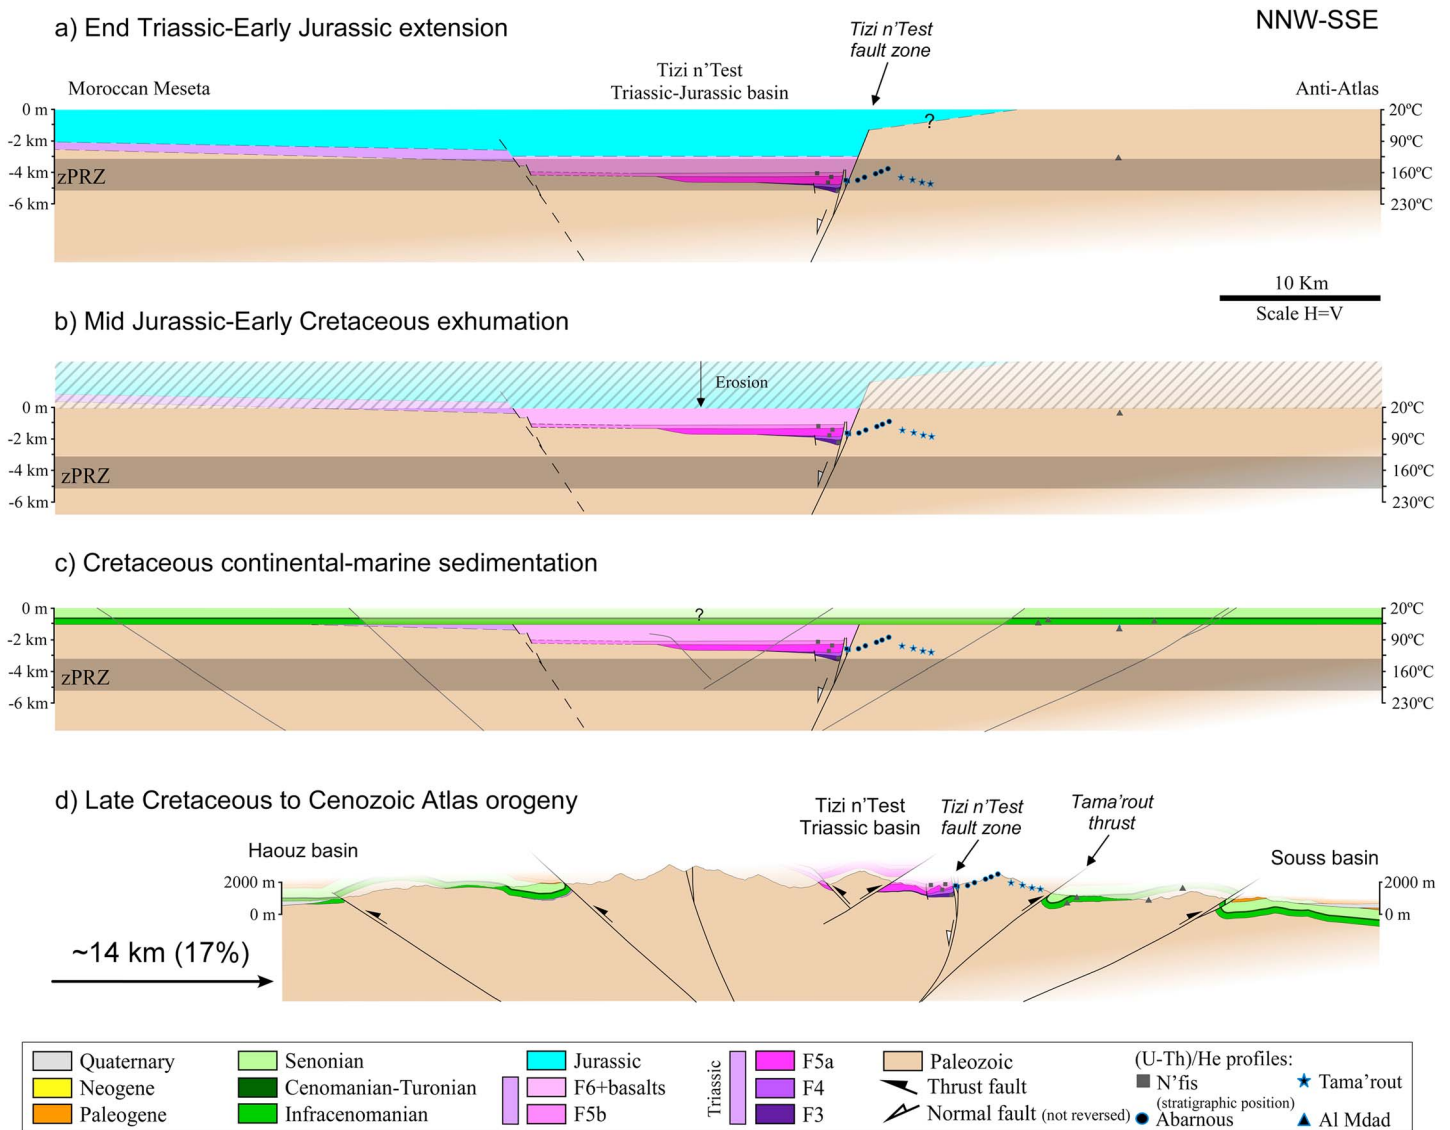 a) End Triassic-Early Jurassic extension
Tizi n’Test
fault zone
NNW-SSE
Moroccan Meseta
Tizi n’Test
Triassic-Jurassic basin
Anti-Atlas
0 m
-2 km
-4 km
-6 km
zPRZ
?
20ºC
90ºC
160ºC
230ºC
10 Km
Scale H=V
b) Mid Jurassic-Early Cretaceous exhumation
Erosion
0 m
-2 km
-4 km
-6 km
zPRZ
20ºC
90ºC
160ºC
230ºC
c) Cretaceous continental-marine sedimentation
0 m
-2 km
-4 km
-6 km
zPRZ
?
20ºC
90ºC
160ºC
230ºC
d) Late Cretaceous to Cenozoic Atlas orogeny
Haouz basin
Tizi n’Test
Triassic basin
Tizi n’Test
fault zone
Tama’rout
thrust
Souss basin
2000 m
0 m
2000 m
0 m
~14 km (17%)
Quaternary
Neogene
Paleogene
Senonian
Cenomanian-Turonian
Infracenomanian
Jurassic
F6+basalts
F5b
Triassic
F5a
F4
F3
Paleozoic
Thrust fault
Normal fault (not reversed)
(U-Th)/He profiles:
N’fis
(stratigraphic position)
Abarnous
Tama’rout
Al Mdad